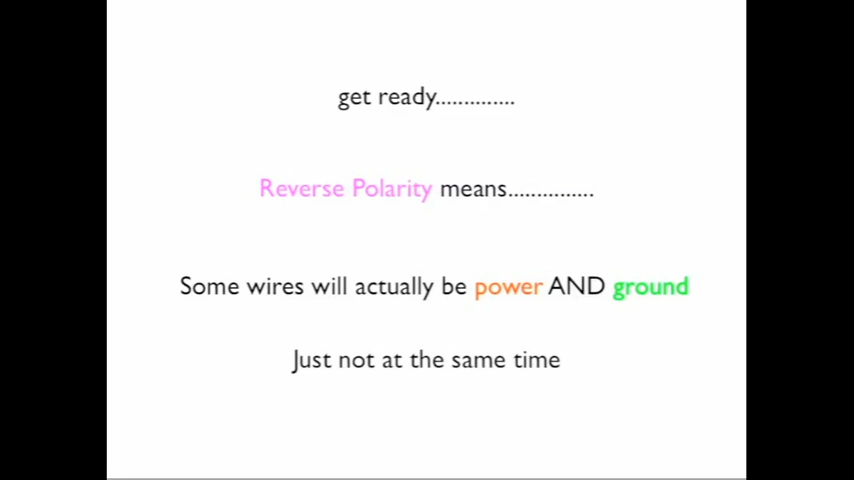 get ready..............
Reverse Polarity means...............
Some wires will actually be power AND ground
Just not at the same time